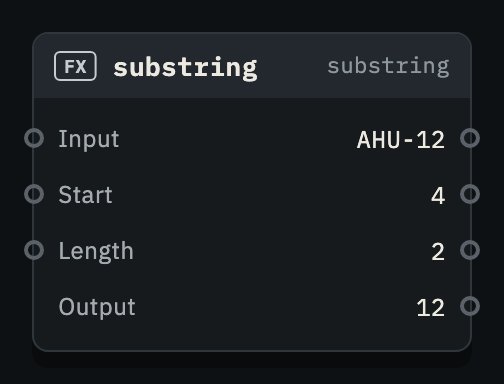 FX substring substring
Input AHU-12
Start 4
Length 2
Output 12